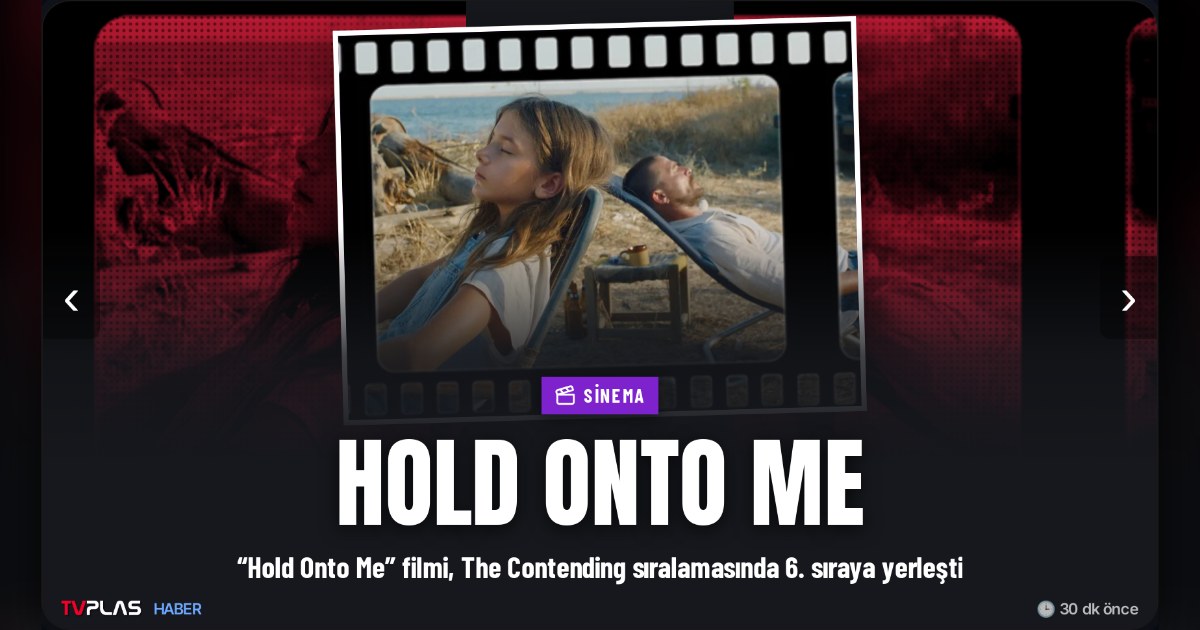 SİNEMA
HOLD ONTO ME
“Hold Onto Me” filmi, The Contending sıralamasında 6. sıraya yerleşti
TVPLAS HABER
30 dk önce